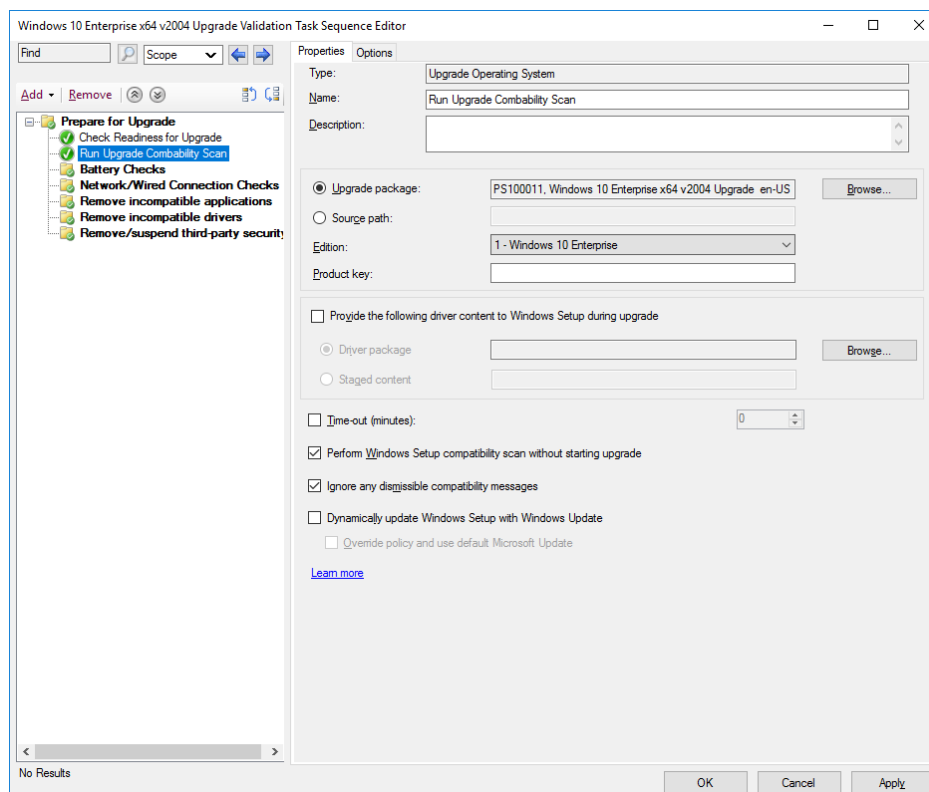 Windows 10 Enterprise x64 v2004 Upgrade Validation Task Sequence Editor
Find
Scope
Add
Remove
Prepare for Upgrade
Check Readiness for Upgrade
Run Upgrade Combability Scan
Battery Checks
Network/Wired Connection Checks
Remove incompatible applications
Remove incompatible drivers
Remove/suspend third-party security
No Results
Properties
Options
Type:
Upgrade Operating System
Name:
Run Upgrade Combability Scan
Description:
Upgrade package:
PS100011, Windows 10 Enterprise x64 v2004 Upgrade en-US
Browse...
Source path:
Edition:
1 - Windows 10 Enterprise
Product key:
Provide the following driver content to Windows Setup during upgrade
Driver package
Browse...
Staged content
Time-out (minutes):
0
Perform Windows Setup compatibility scan without starting upgrade
Ignore any dismissible compatibility messages
Dynamically update Windows Setup with Windows Update
Override policy and use default Microsoft Update
Learn more
OK
Cancel
Apply